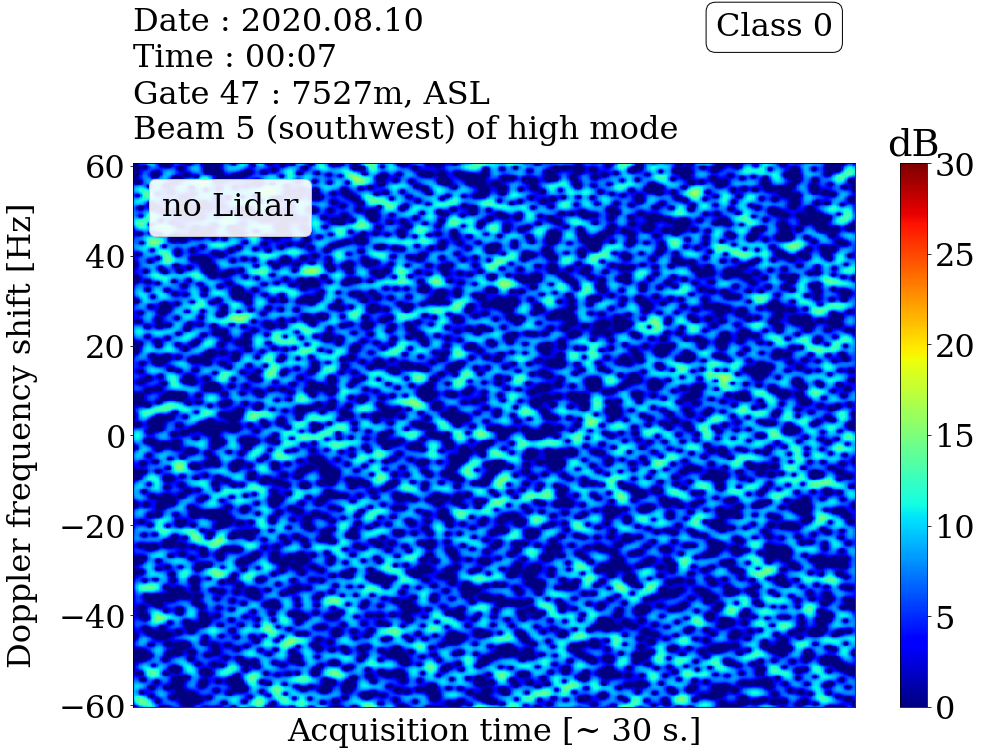 Date : 2020.08.10
Time : 00:07
Gate 47 : 7527m, ASL
Beam 5 (southwest) of high mode
Class 0
dB
no Lidar
60
40
20
0
−20
−40
−60
Doppler frequency shift [Hz]
Acquisition time [~ 30 s.]
30
25
20
15
10
5
0